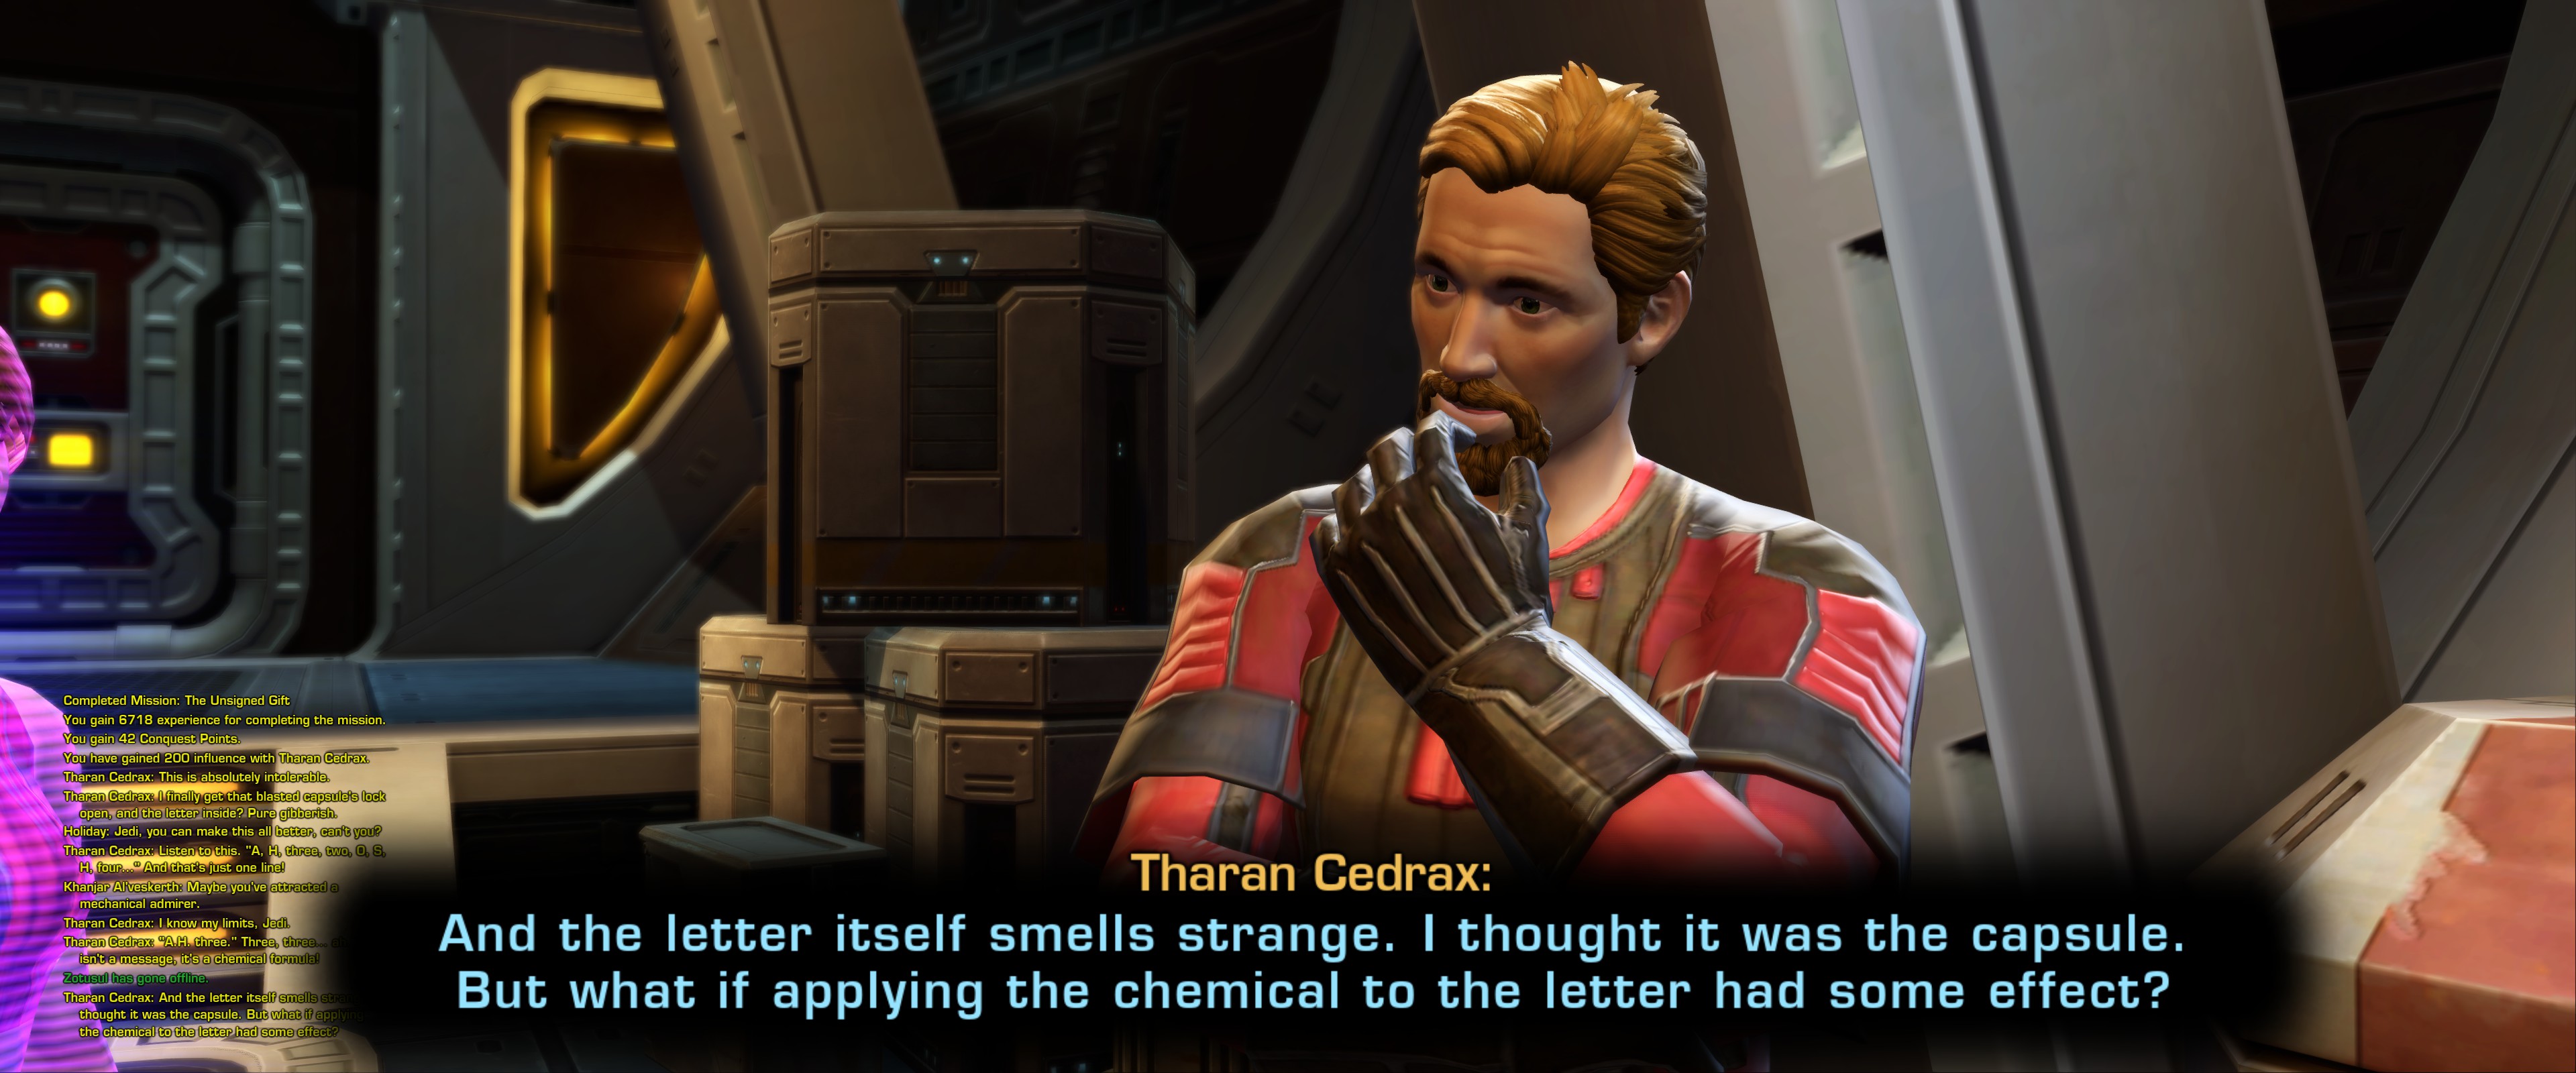 Completed Mission: The Unsigned Gift
You gain 6718 experience for completing the mission.
You gain 42 Conquest Points.
You have gained 200 influence with Tharan Cedrax.
Tharan Cedrax: This is absolutely intolerable.
Tharan Cedrax: I finally get that blasted capsule's lock
open, and the letter inside? Pure gibberish.
Holiday: Jedi, you can make this all better, can't you?
Tharan Cedrax: Listen to this. "A, H, three, two, O, S,
H, four..." And that's just one line!
Khanjar Al'veskerth: Maybe you've attracted a
mechanical admirer.
Tharan Cedrax: I know my limits, Jedi.
Tharan Cedrax: "A.H. three." Three, three...
isn't a message, it's a chemical formula!
Zotusul has gone offline.
Tharan Cedrax: And the letter itself smells
thought it was the capsule. But what if
the chemical to the letter had some effect?
Tharan Cedrax:
And the letter itself smells strange. I thought it was the capsule.
But what if applying the chemical to the letter had some effect?